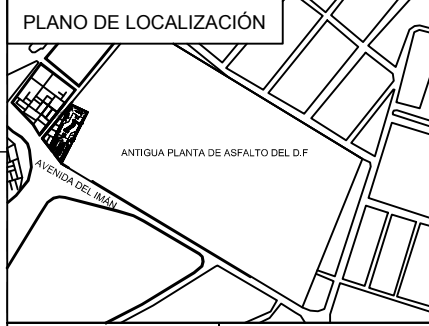 PLANO DE LOCALIZACIÓN
ANTIGUA PLANTA DE ASFALTO DEL D.F
AVENIDA DEL IMÁN